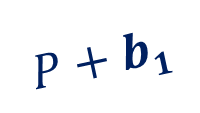 P + b₁